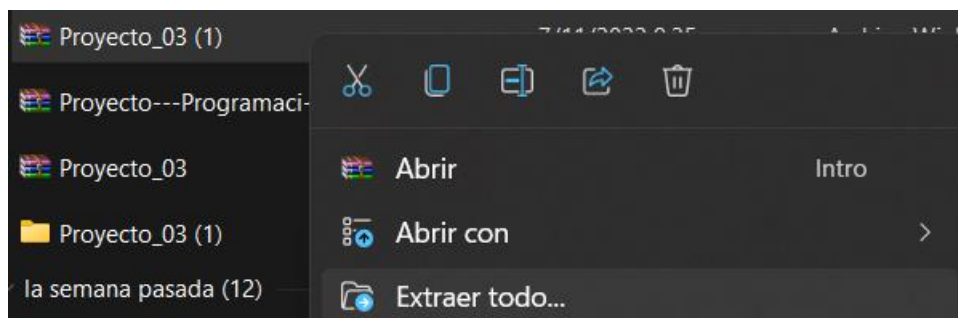 Proyecto_03 (1)
Proyecto---Programaci-
Abrir Intro
Proyecto_03
Abrir con
Proyecto_03 (1)
la semana pasada (12)
Extraer todo...